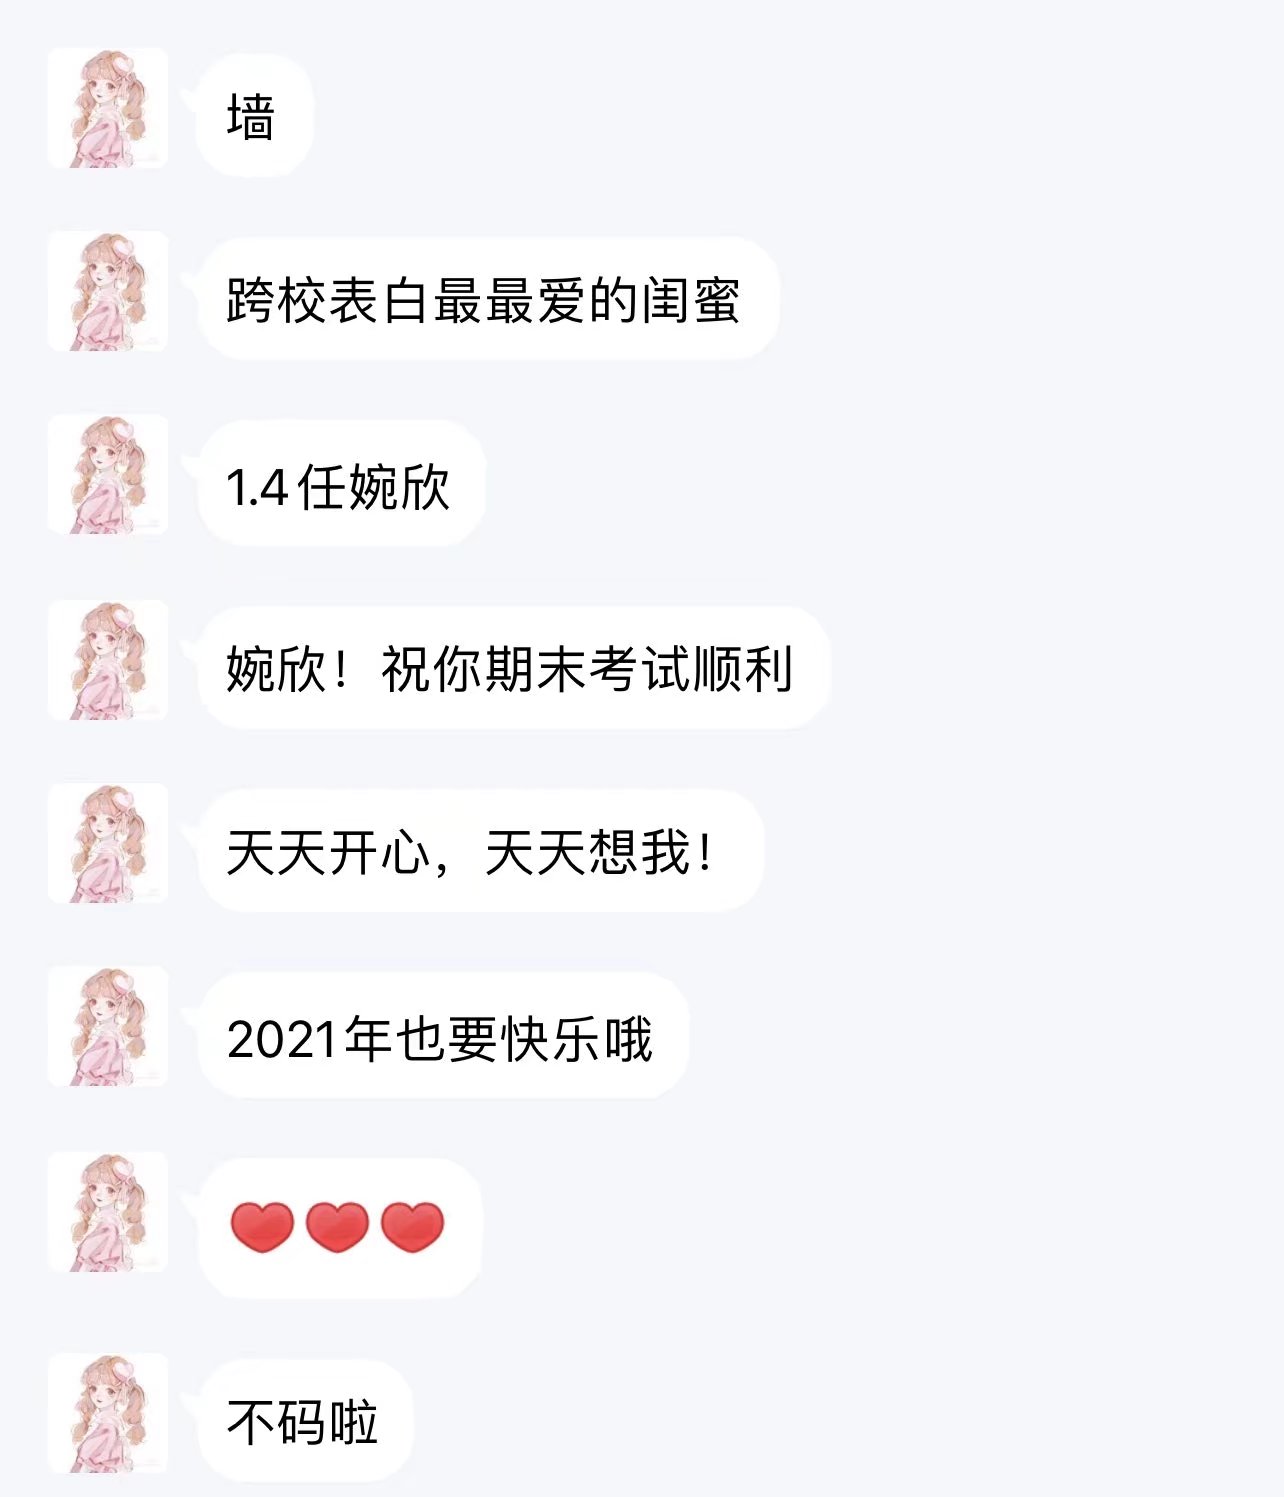 墙
跨校表白最最爱的闺蜜
1.4任婉欣
婉欣！祝你期末考试顺利
天天开心，天天想我！
2021年也要快乐哦
❤️❤️❤️
不码啦